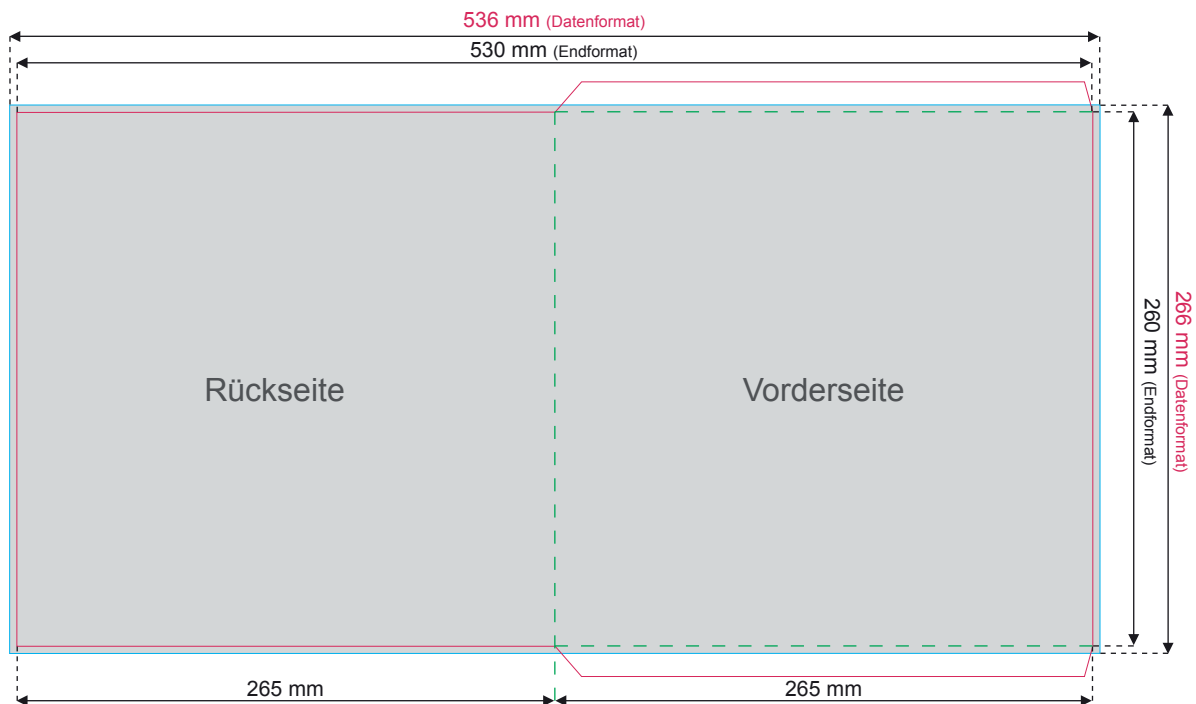 536 mm (Datenformat)
530 mm (Endformat)
Rückseite
Vorderseite
260 mm (Endformat)
266 mm (Datenformat)
265 mm
265 mm